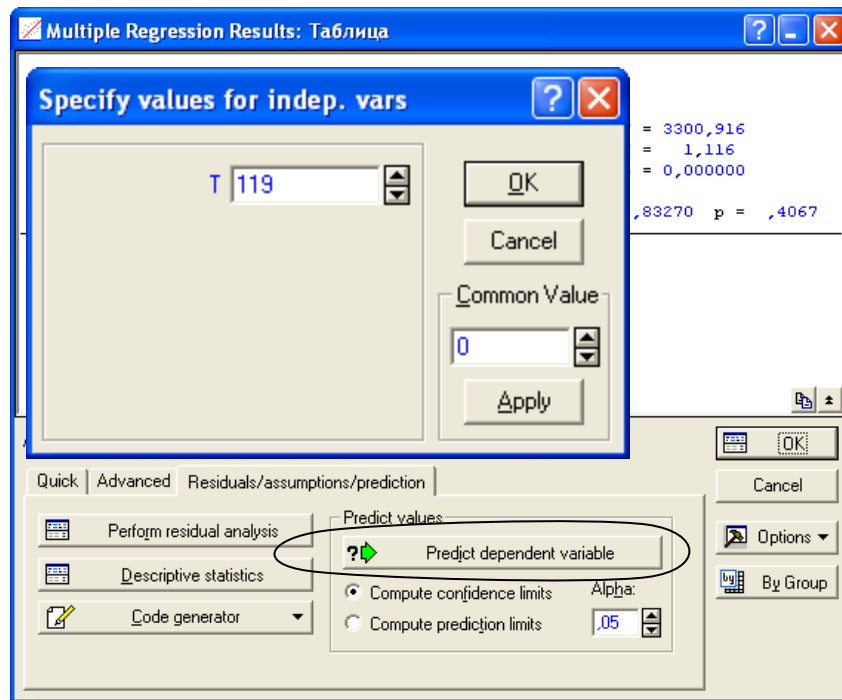 Multiple Regression Results: Таблица
Specify values for indep. vars
= 3300,916
= 1,116
= 0,000000
,83270 p = ,4067
T 119
OK
Cancel
Common Value
0
Apply
OK
Quick Advanced Residuals/assumptions/prediction
Cancel
Perform residual analysis
Predict values
Predict dependent variable
Options
Descriptive statistics
Compute confidence limits
Alpha:
By Group
Code generator
Compute prediction limits
,05